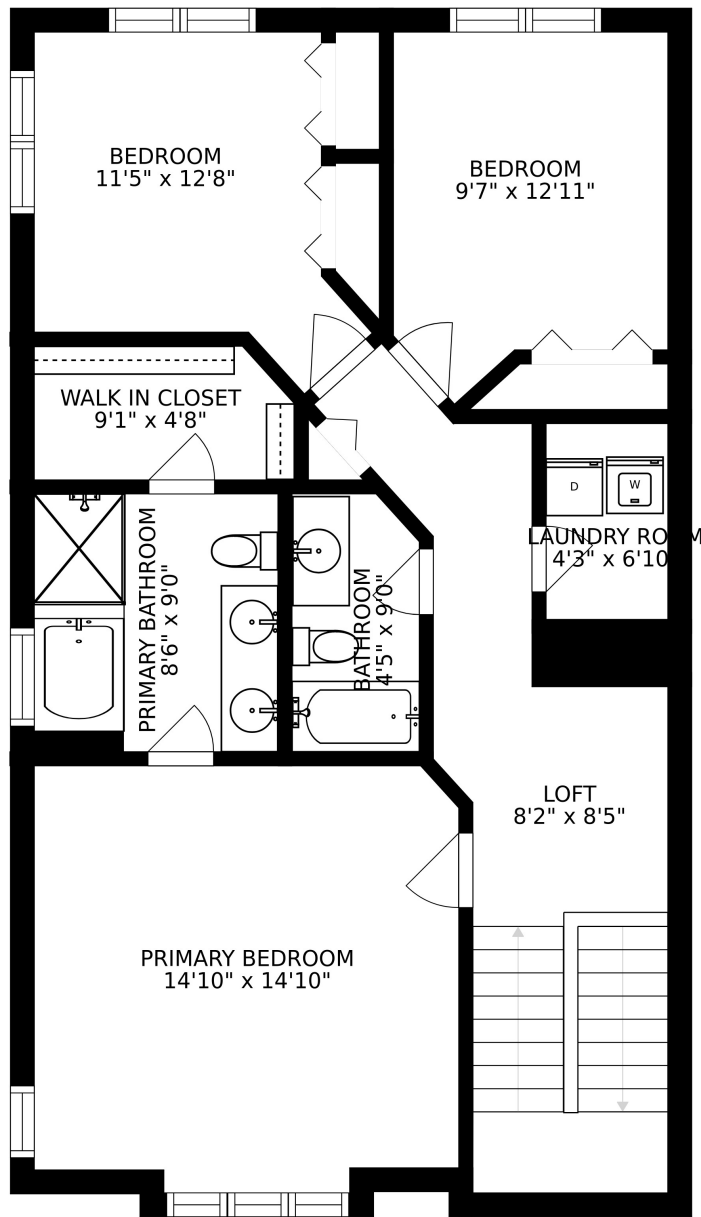 BEDROOM
11'5" x 12'8"
BEDROOM
9'7" x 12'11"
WALK IN CLOSET
9'1" x 4'8"
D
W
LAUNDRY ROOM
4'3" x 6'10
PRIMARY BATHROOM
8'6" x 9'0"
BATHROOM
4'5" x 9'0"
LOFT
8'2" x 8'5"
PRIMARY BEDROOM
14'10" x 14'10"